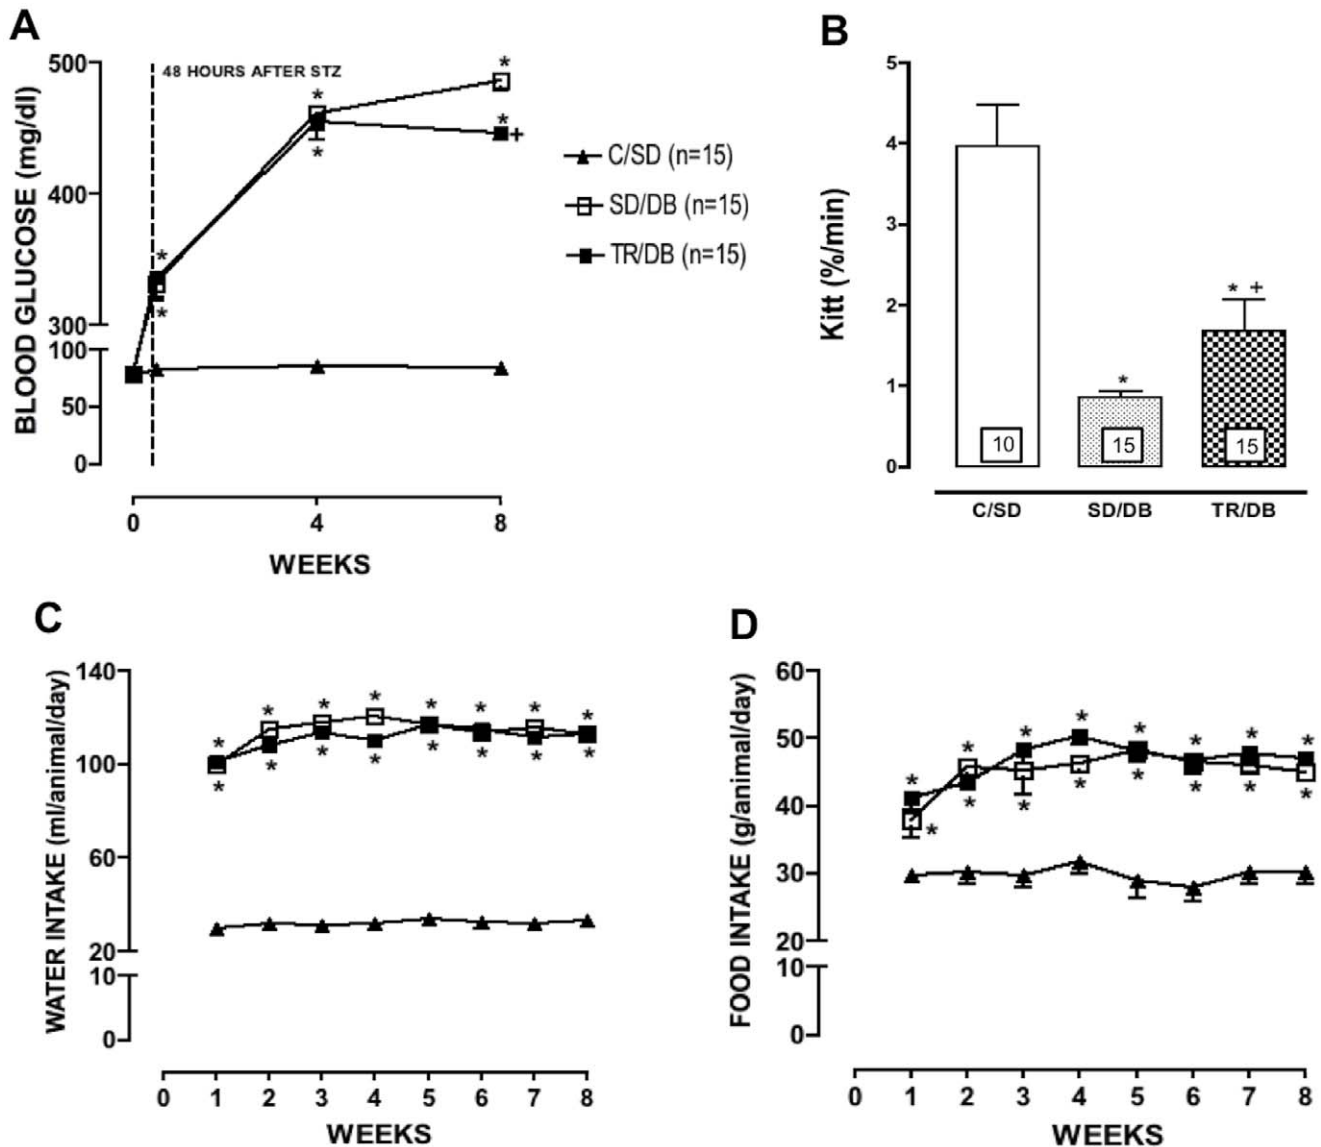 A
BLOOD GLUCOSE (mg/dl)
500
400
300
100
50
0
48 HOURS AFTER STZ
*
*
*
*
*
*+
0 4 8
WEEKS
C/SD (n=15)
SD/DB (n=15)
TR/DB (n=15)
B
Kitt (%/min)
5
4
3
2
1
0
*
* +
10 15 15
C/SD SD/DB TR/DB
C
WATER INTAKE (ml/animal/day)
140
100
60
20
10
0
* * * * * * * *
* * * * * * * *
0 1 2 3 4 5 6 7 8
WEEKS
D
FOOD INTAKE (g/animal/day)
60
50
40
30
20
10
0
* * * * * * * *
* * * * * * * *
0 1 2 3 4 5 6 7 8
WEEKS